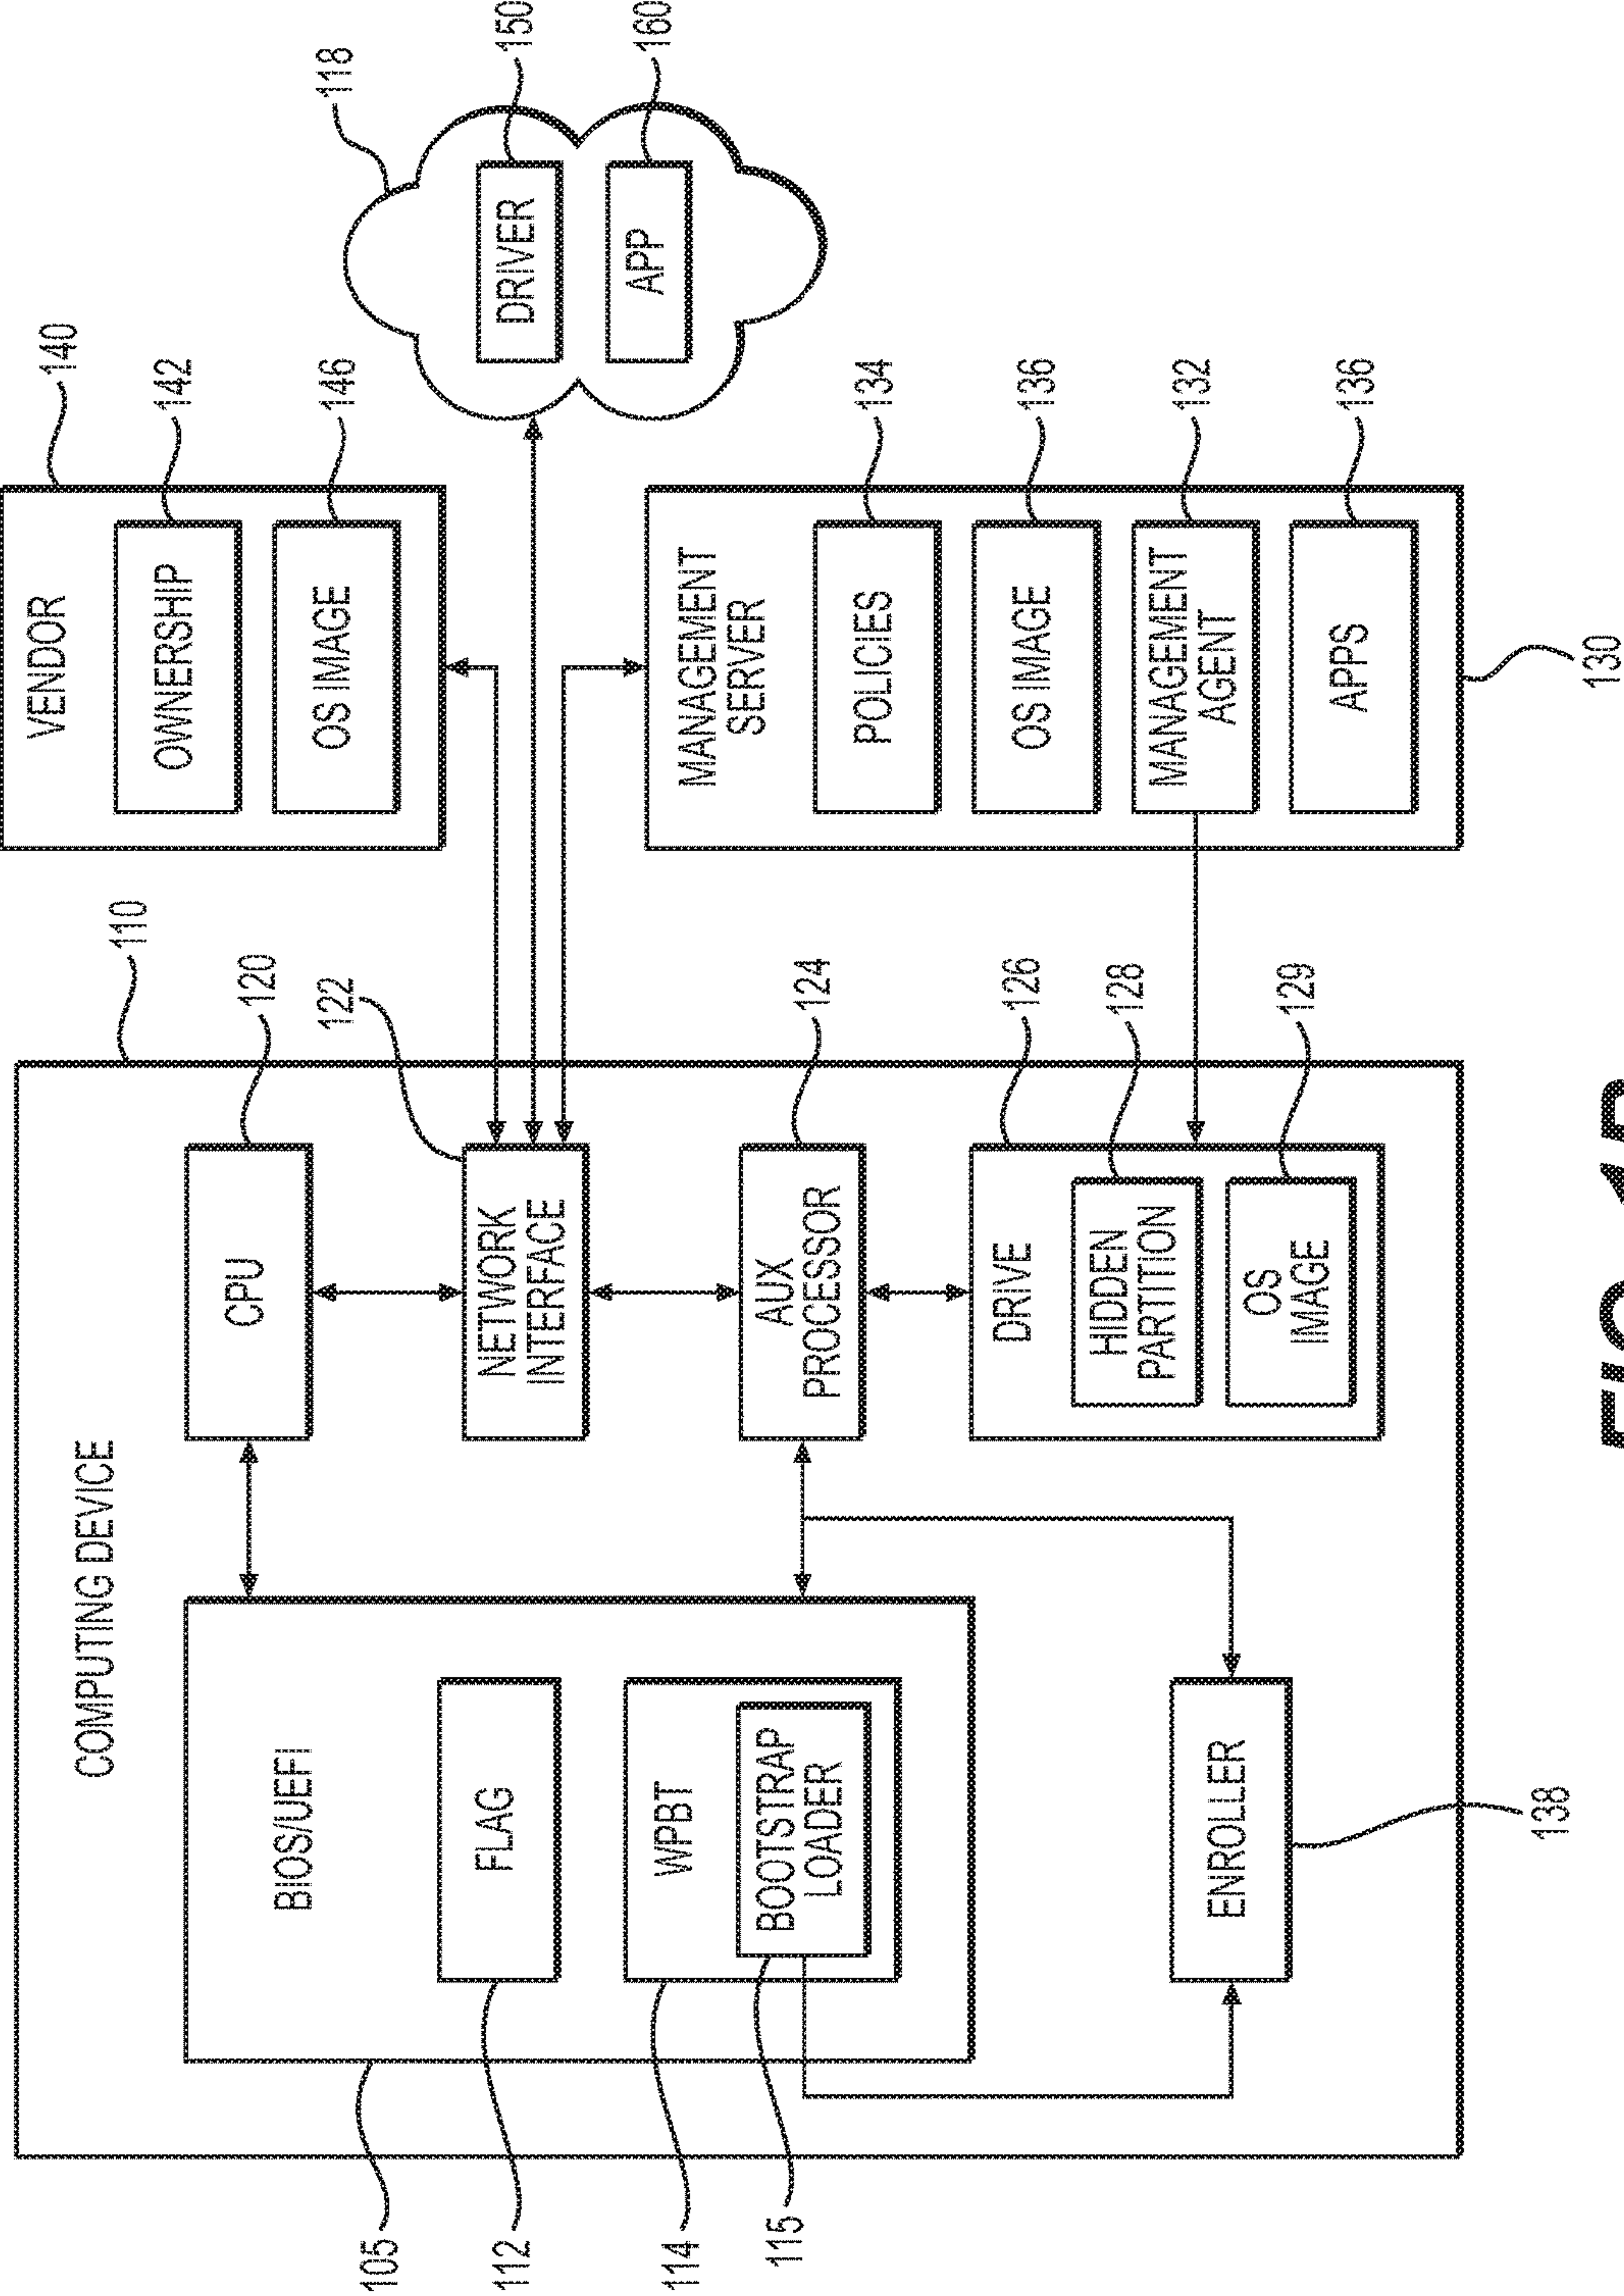 COMPUTING DEVICE
110
BIOS/UEFI
105
FLAG
112
WPBT
114
BOOTSTRAP
LOADER
115
ENROLLER
138
CPU
120
NETWORK
INTERFACE
122
AUX
PROCESSOR
124
DRIVE
126
HIDDEN
PARTITION
128
OS
IMAGE
129
VENDOR
140
OWNERSHIP
142
OS IMAGE
146
118
DRIVER
150
APP
160
MANAGEMENT
SERVER
130
POLICIES
134
OS IMAGE
136
MANAGEMENT
AGENT
132
APPS
136